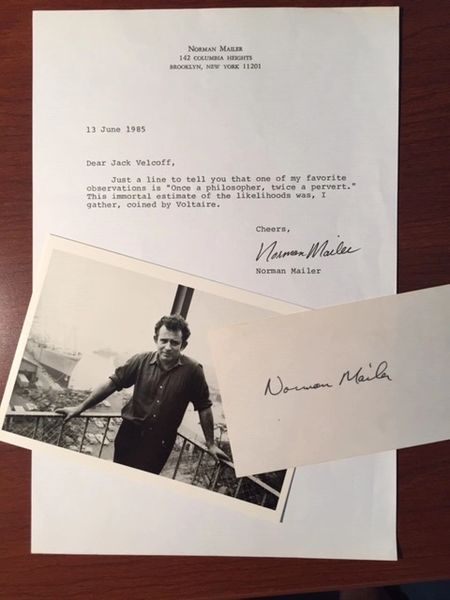 NORMAN MAILER
142 COLUMBIA HEIGHTS
BROOKLYN, NEW YORK 11201
13 June 1985
Dear Jack Velcoff,
Just a line to tell you that one of my favorite
observations is "Once a philosopher, twice a pervert."
This immortal estimate of the likelihoods was, I
gather, coined by Voltaire.
Cheers,
Norman Mailer
Norman Mailer
Norman Mailer